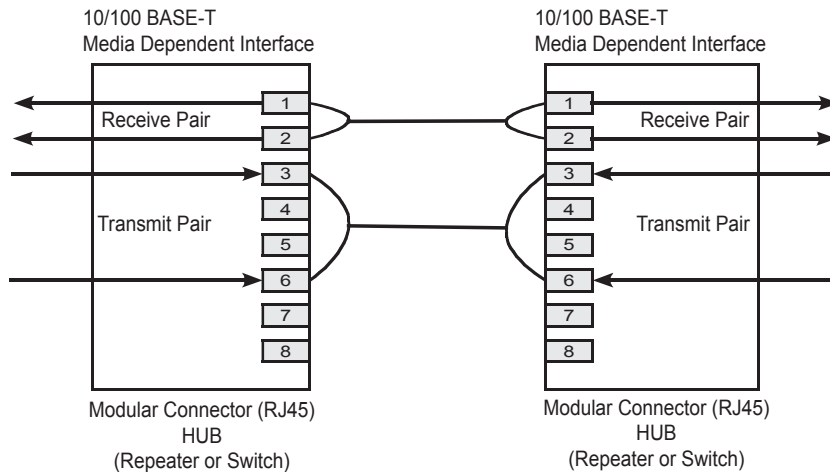 10/100 BASE-T
Media Dependent Interface
1
Receive Pair
2
3
4
Transmit Pair
5
6
7
8
Modular Connector (RJ45)
HUB
(Repeater or Switch)
10/100 BASE-T
Media Dependent Interface
1
Receive Pair
2
3
4
Transmit Pair
5
6
7
8
Modular Connector (RJ45)
HUB
(Repeater or Switch)